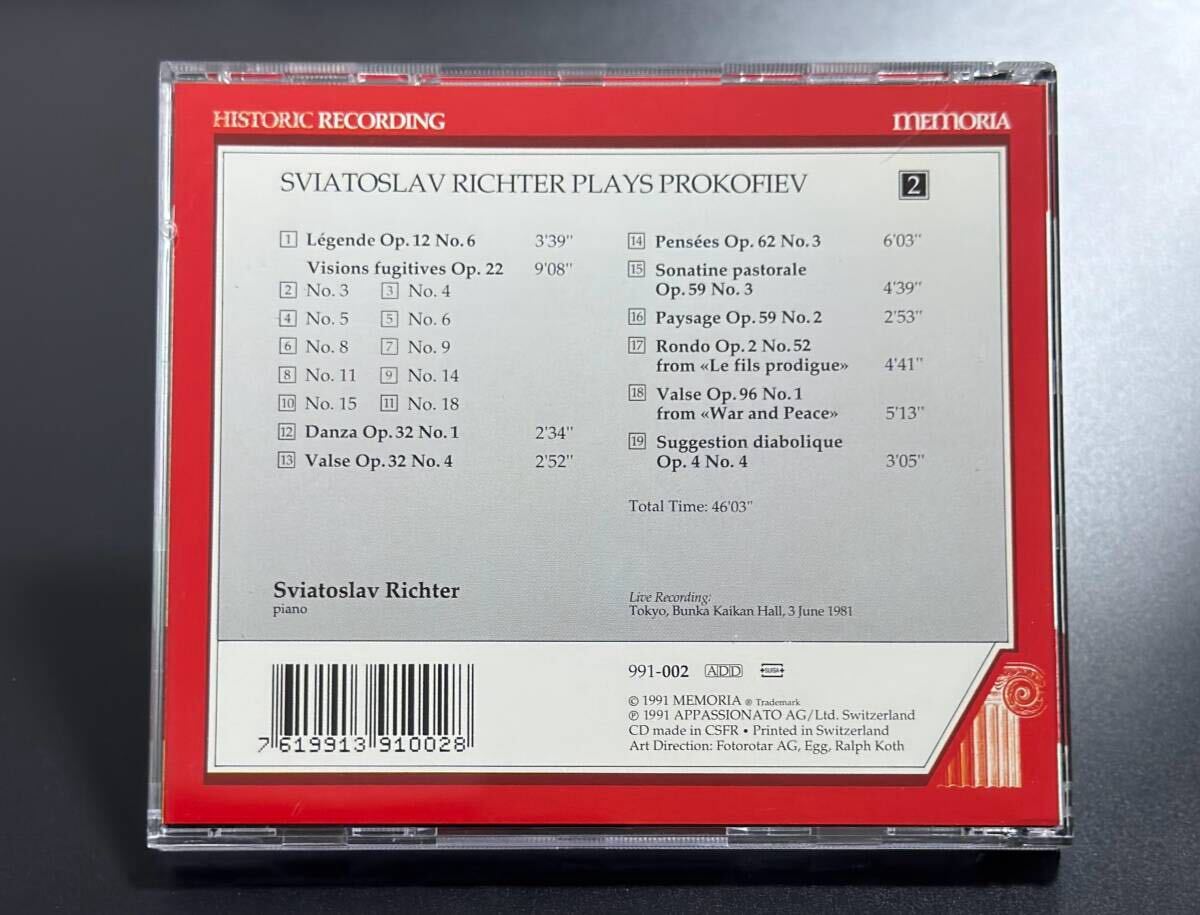 HISTORIC RECORDING
MEMORIA
SVIATOSLAV RICHTER PLAYS PROKOFIEV
2
1 Légende Op. 12 No. 6 3'39"
Visions fugitives Op. 22 9'08"
2 No. 3 3 No. 4
4 No. 5 5 No. 6
6 No. 8 7 No. 9
8 No. 11 9 No. 14
10 No. 15 11 No. 18
12 Danza Op. 32 No. 1 2'34"
13 Valse Op. 32 No. 4 2'52"
14 Pensées Op. 62 No. 3 6'03"
15 Sonatine pastorale
Op. 59 No. 3 4'39"
16 Paysage Op. 59 No. 2 2'53"
17 Rondo Op. 2 No. 52
from «Le fils prodigue» 4'41"
18 Valse Op. 96 No. 1
from «War and Peace» 5'13"
19 Suggestion diabolique
Op. 4 No. 4 3'05"
Total Time: 46'03"
Sviatoslav Richter
piano
Live Recording:
Tokyo, Bunka Kaikan Hall, 3 June 1981
991-002 ADD SUISA
© 1991 MEMORIA ® Trademark
℗ 1991 APPASSIONATO AG/Ltd. Switzerland
CD made in CSFR • Printed in Switzerland
Art Direction: Fotorotar AG, Egg, Ralph Koth
7 619913 910028